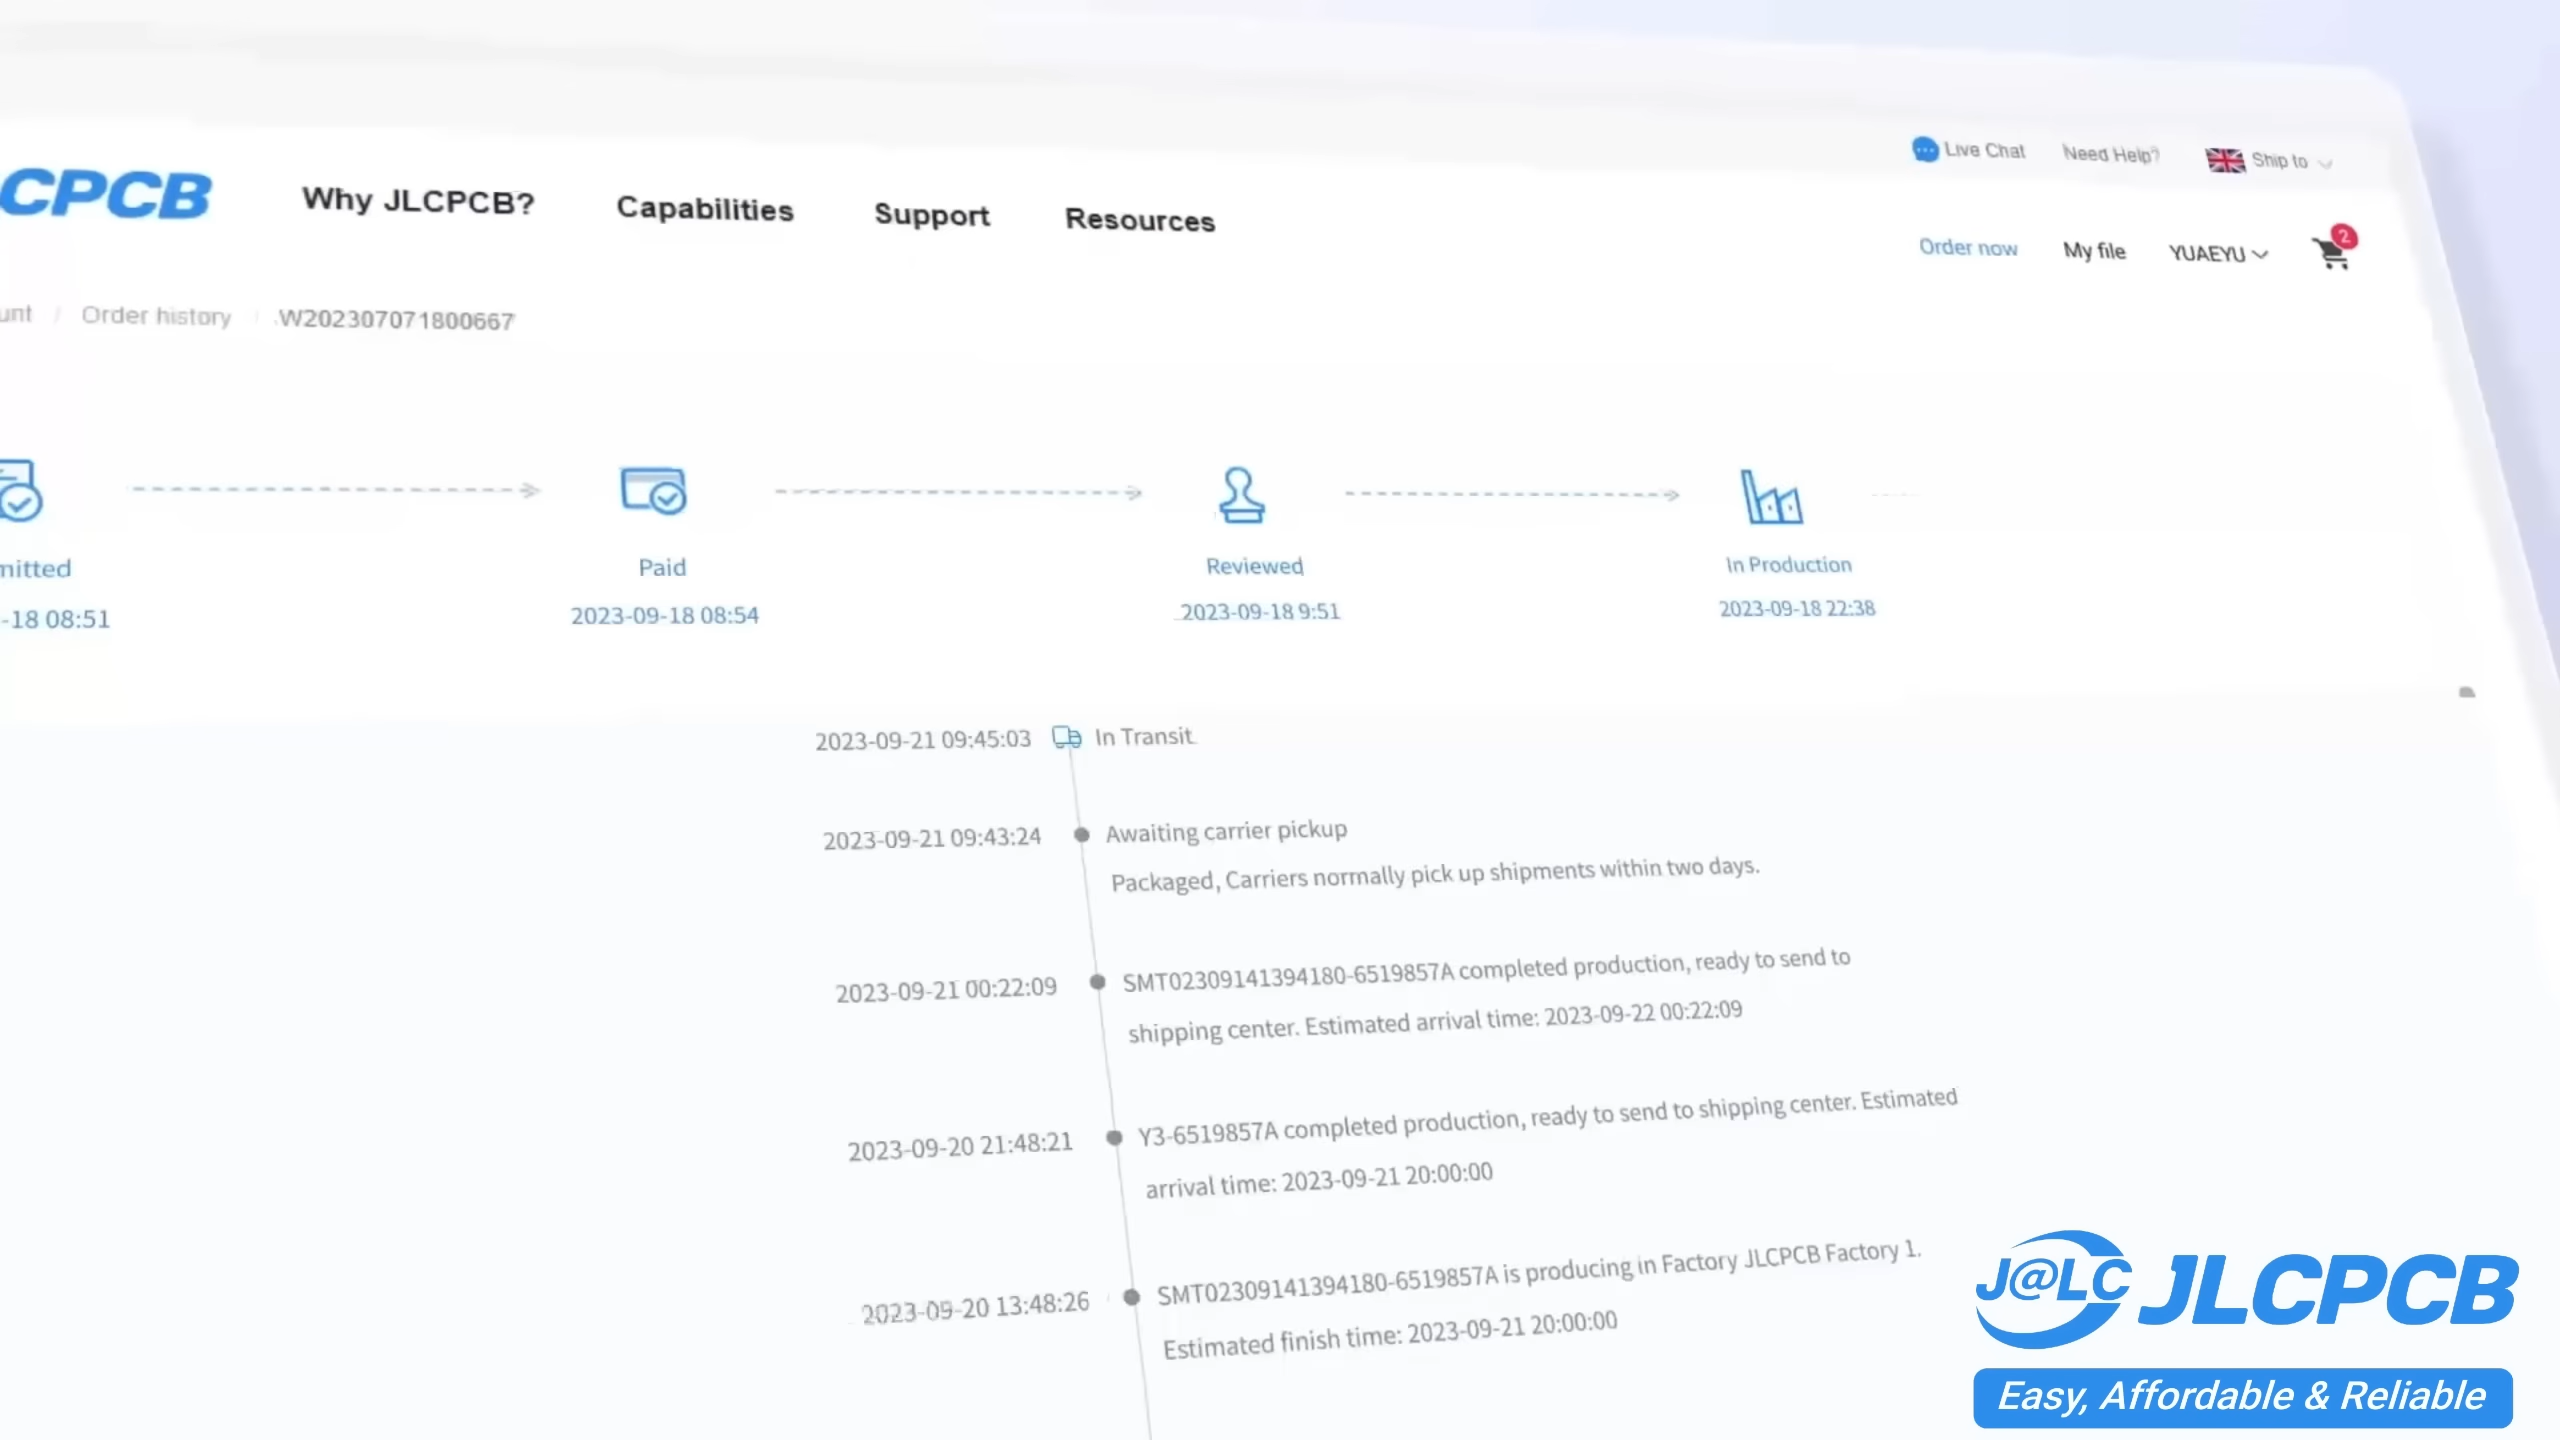 Live Chat Need Help? Ship to
CPCB Why JLCPCB? Capabilities Support Resources
Order now My file YUAEYU 2
unt / Order history W202307071800667
mitted Paid Reviewed In Production
-18 08:51 2023-09-18 08:54 2023-09-18 9:51 2023-09-18 22:38
2023-09-21 09:45:03 In Transit
2023-09-21 09:43:24 Awaiting carrier pickup
Packaged, Carriers normally pick up shipments within two days.
2023-09-21 00:22:09 SMT02309141394180-6519857A completed production, ready to send to
shipping center. Estimated arrival time: 2023-09-22 00:22:09
2023-09-20 21:48:21 Y3-6519857A completed production, ready to send to shipping center. Estimated
arrival time: 2023-09-21 20:00:00
2023-09-20 13:48:26 SMT02309141394180-6519857A is producing in Factory JLCPCB Factory 1.
Estimated finish time: 2023-09-21 20:00:00
J@LC JLCPCB
Easy, Affordable & Reliable